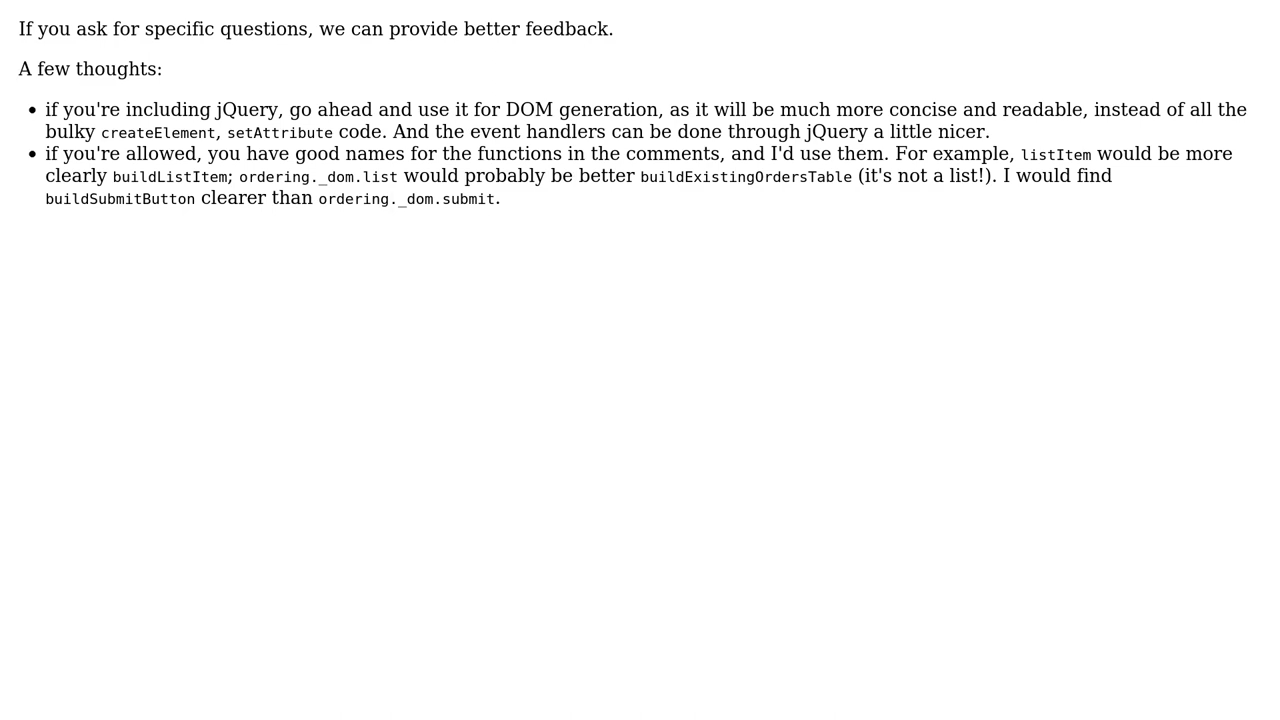 If you ask for specific questions, we can provide better feedback.
A few thoughts:
• if you're including jQuery, go ahead and use it for DOM generation, as it will be much more concise and readable, instead of all the
bulky createElement, setAttribute code. And the event handlers can be done through jQuery a little nicer.
• if you're allowed, you have good names for the functions in the comments, and I'd use them. For example, listItem would be more
clearly buildListItem; ordering._dom.list would probably be better buildExistingOrdersTable (it's not a list!). I would find
buildSubmitButton clearer than ordering._dom.submit.